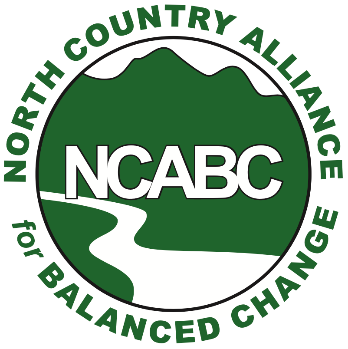 NORTH COUNTRY ALLIANCE
NCABC
for BALANCED CHANGE